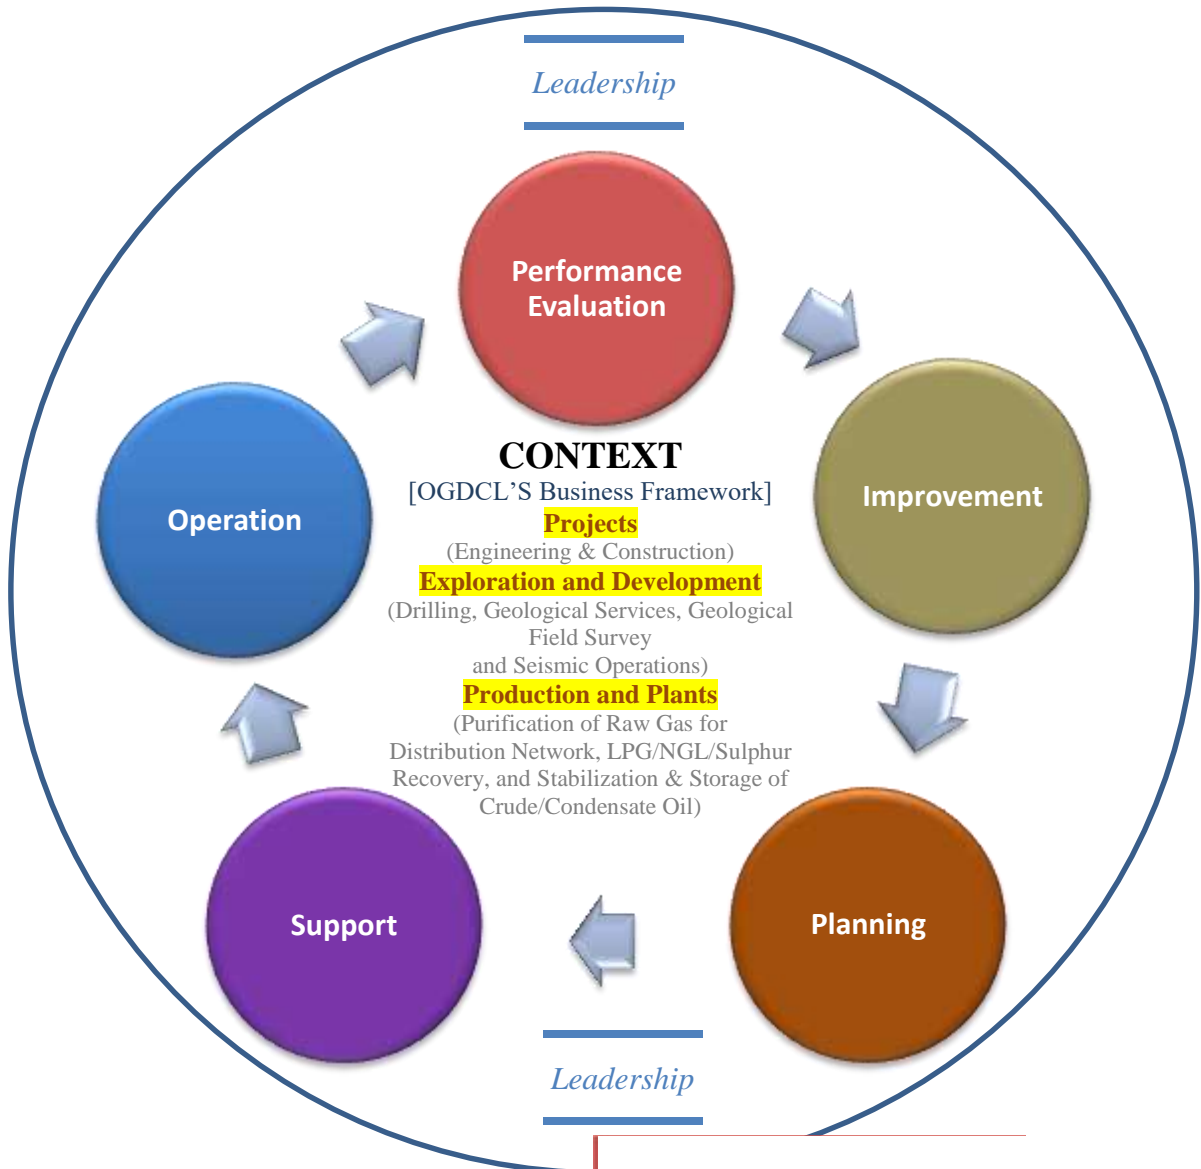 Leadership
Performance
Evaluation
Operation
Improvement
CONTEXT
[OGDCL’S Business Framework]
Projects
(Engineering & Construction)
Exploration and Development
(Drilling, Geological Services, Geological
Field Survey
and Seismic Operations)
Production and Plants
(Purification of Raw Gas for
Distribution Network, LPG/NGL/Sulphur
Recovery, and Stabilization & Storage of
Crude/Condensate Oil)
Support
Planning
Leadership